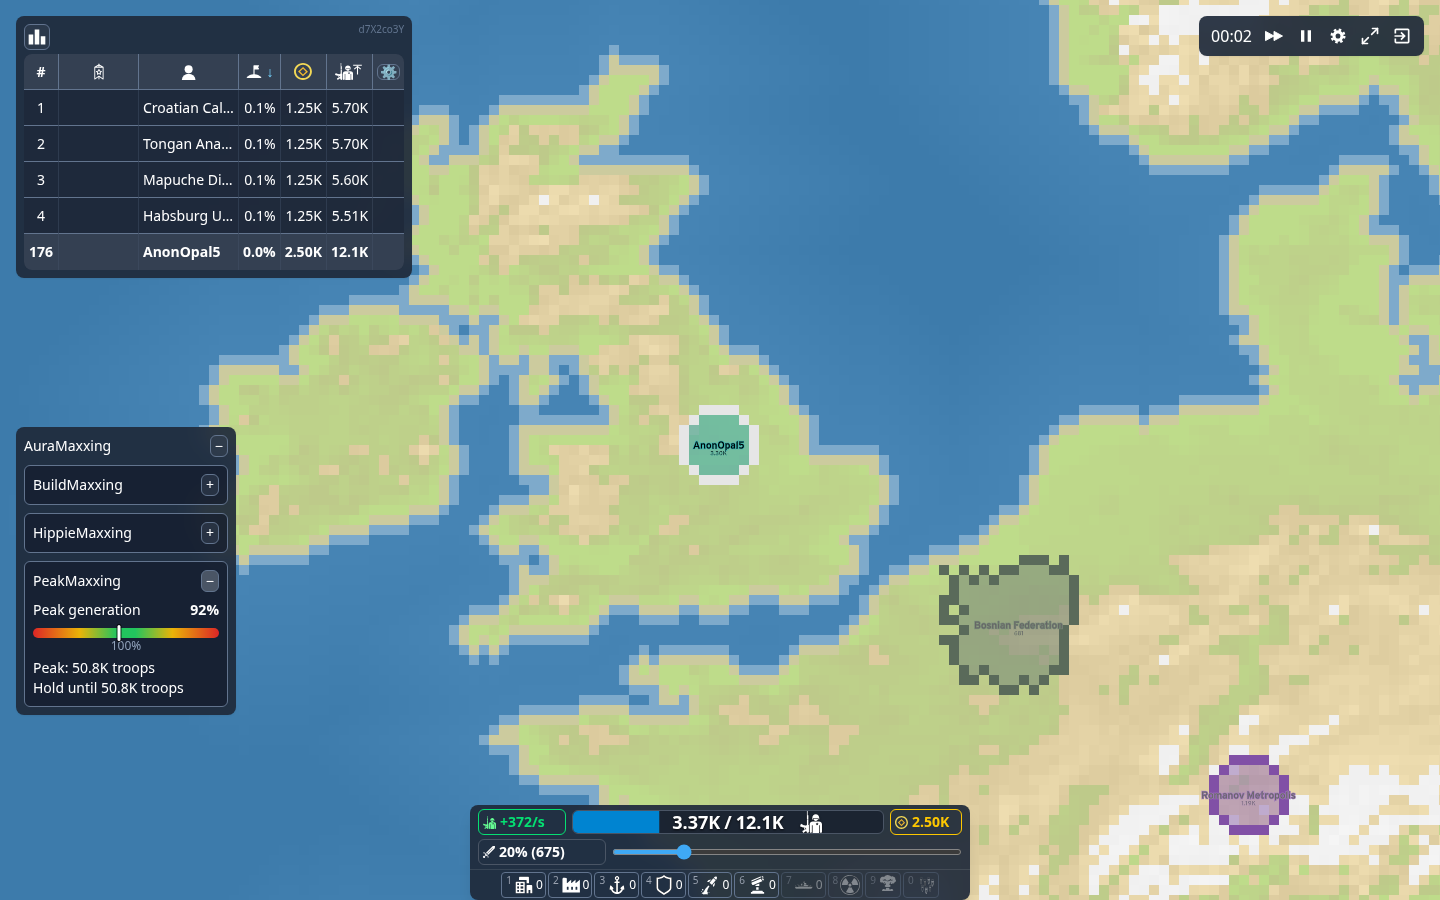 d7X2co3Y
00:02
#
1 Croatian Cal... 0.1% 1.25K 5.70K
2 Tongan Ana... 0.1% 1.25K 5.70K
3 Mapuche Di... 0.1% 1.25K 5.60K
4 Habsburg U... 0.1% 1.25K 5.51K
176 AnonOpal5 0.0% 2.50K 12.1K
AuraMaxxing
BuildMaxxing
HippieMaxxing
PeakMaxxing
Peak generation 92%
100%
Peak: 50.8K troops
Hold until 50.8K troops
AnonOpal5
Bosnian Federation
Romanov Metropolis
+372/s 3.37K / 12.1K 2.50K
20% (675)
1 0 2 0 3 0 4 0 5 0 6 0 7 0 8 9 0